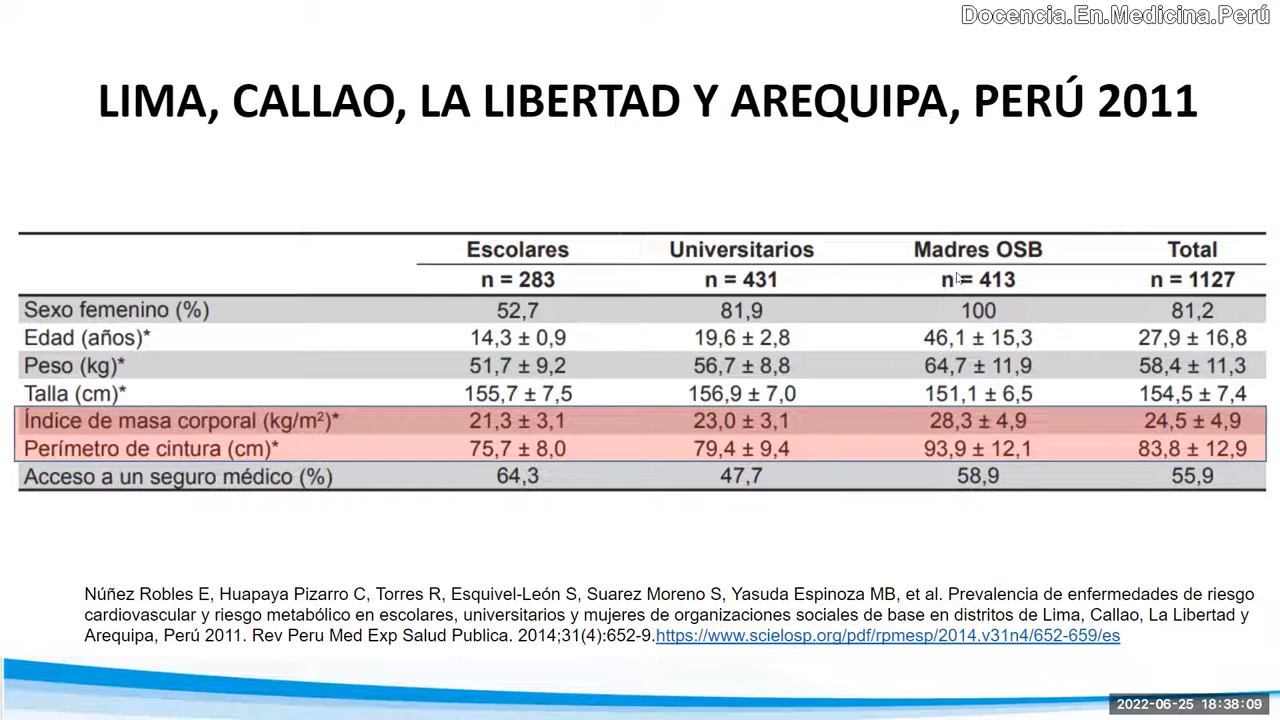 Docencia.En.Medicina.Perú
LIMA, CALLAO, LA LIBERTAD Y AREQUIPA, PERÚ 2011
Escolares Universitarios Madres OSB Total
n = 283 n = 431 n = 413 n = 1127
Sexo femenino (%) 52,7 81,9 100 81,2
Edad (años)* 14,3 ± 0,9 19,6 ± 2,8 46,1 ± 15,3 27,9 ± 16,8
Peso (kg)* 51,7 ± 9,2 56,7 ± 8,8 64,7 ± 11,9 58,4 ± 11,3
Talla (cm)* 155,7 ± 7,5 156,9 ± 7,0 151,1 ± 6,5 154,5 ± 7,4
Índice de masa corporal (kg/m²)* 21,3 ± 3,1 23,0 ± 3,1 28,3 ± 4,9 24,5 ± 4,9
Perímetro de cintura (cm)* 75,7 ± 8,0 79,4 ± 9,4 93,9 ± 12,1 83,8 ± 12,9
Acceso a un seguro médico (%) 64,3 47,7 58,9 55,9
Núñez Robles E, Huapaya Pizarro C, Torres R, Esquivel-León S, Suarez Moreno S, Yasuda Espinoza MB, et al. Prevalencia de enfermedades de riesgo
cardiovascular y riesgo metabólico en escolares, universitarios y mujeres de organizaciones sociales de base en distritos de Lima, Callao, La Libertad y
Arequipa, Perú 2011. Rev Peru Med Exp Salud Publica. 2014;31(4):652-9.https://www.scielosp.org/pdf/rpmesp/2014.v31n4/652-659/es
2022-06-25 18:38:09